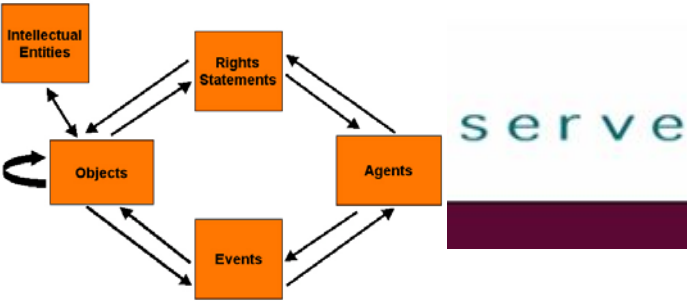 Intellectual
Entities
Rights
Statements
Objects
Agents
Events
serve